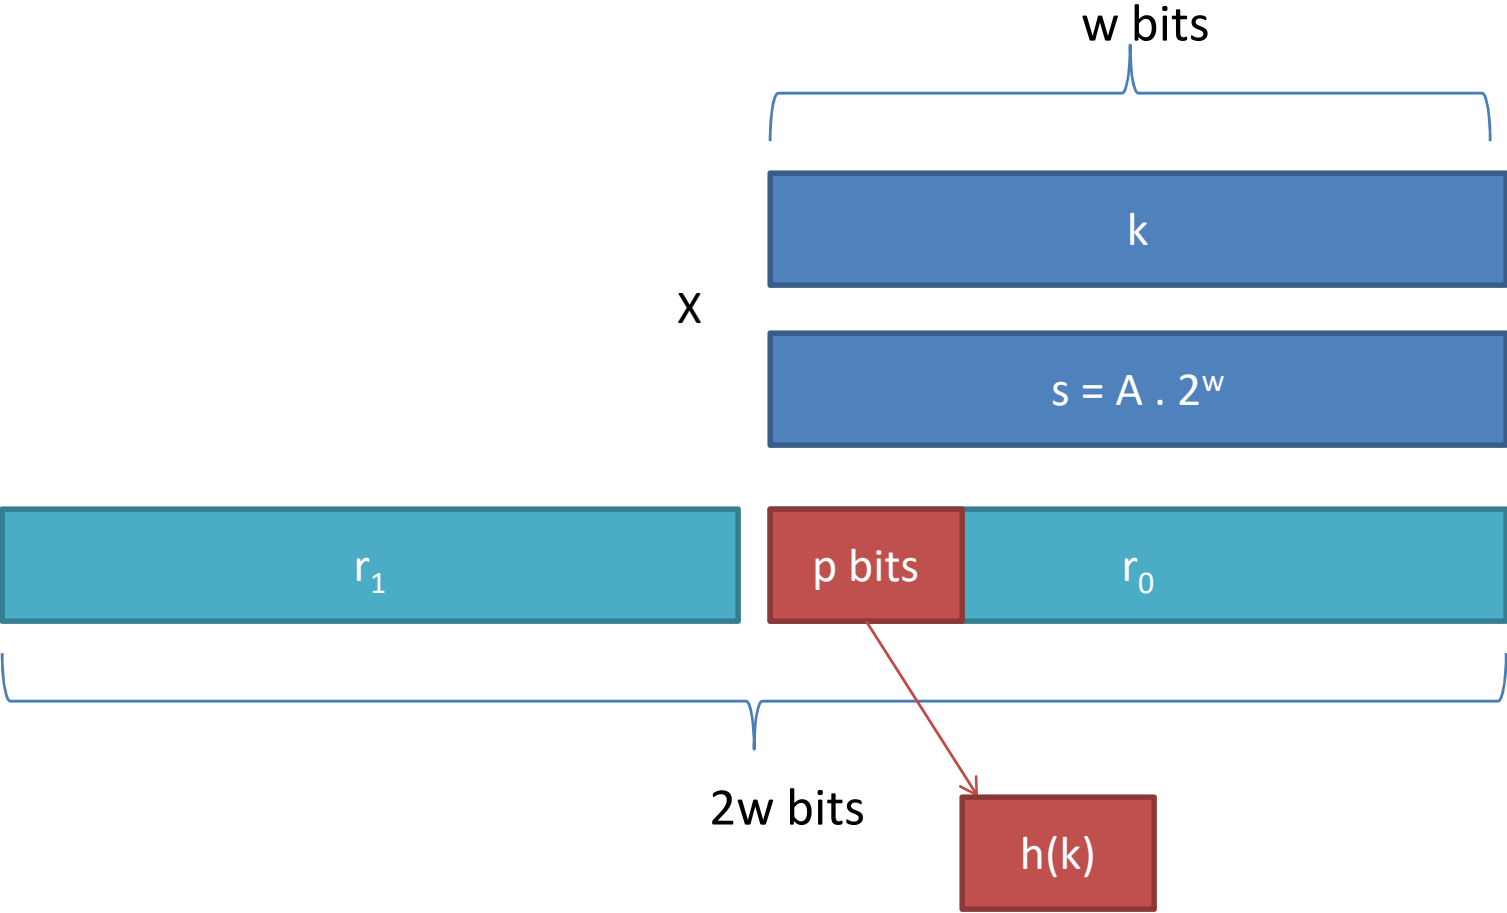 w bits
k
X
s = A . 2ʷ
r₁
p bits
r₀
2w bits
h(k)